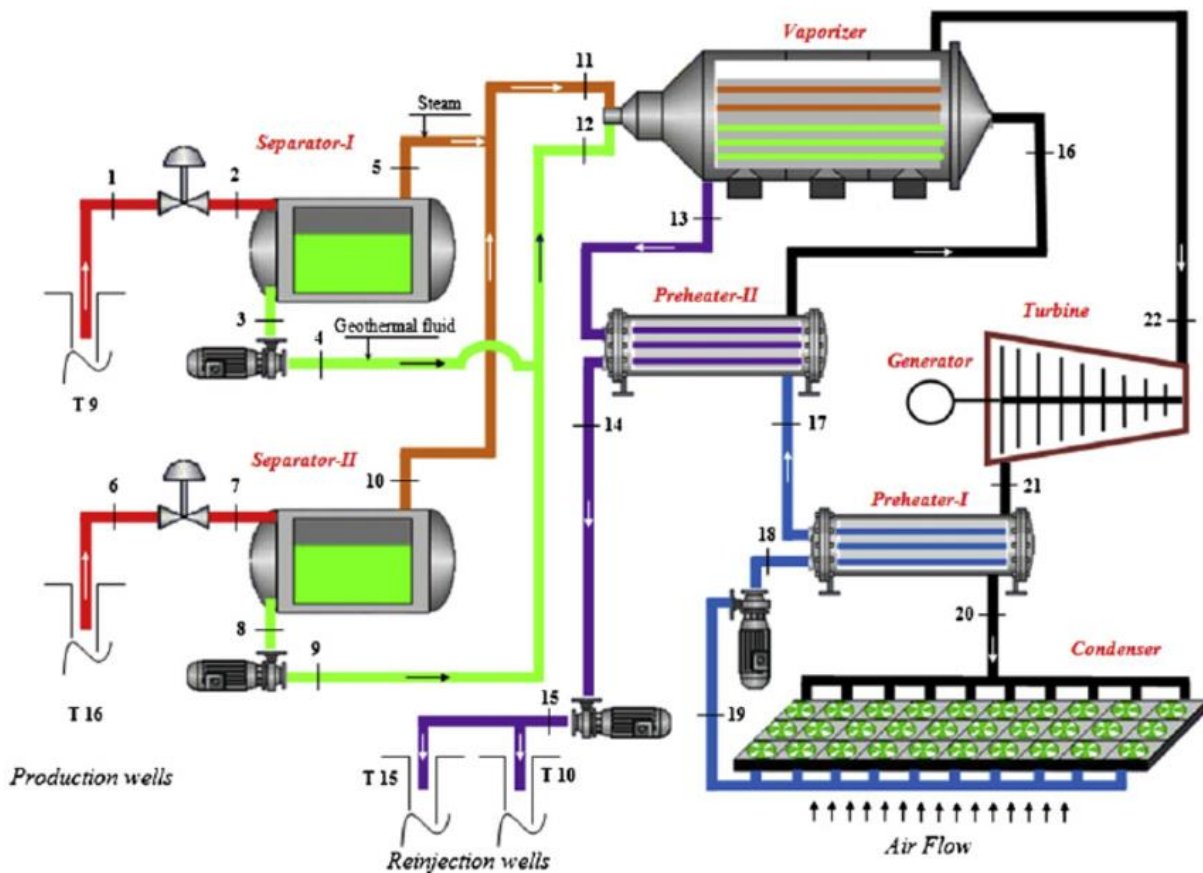 Vaporizer
11
Steam
12
Separator-I
16
1
2
5
13
Preheater-II
Turbine
3
Geothermal fluid
22
4
Generator
T 9
14
17
Separator-II
21
6
7
10
Preheater-I
18
8
20
9
Condenser
15
19
T 16
T 15
T 10
Production wells
Reinjection wells
Air Flow